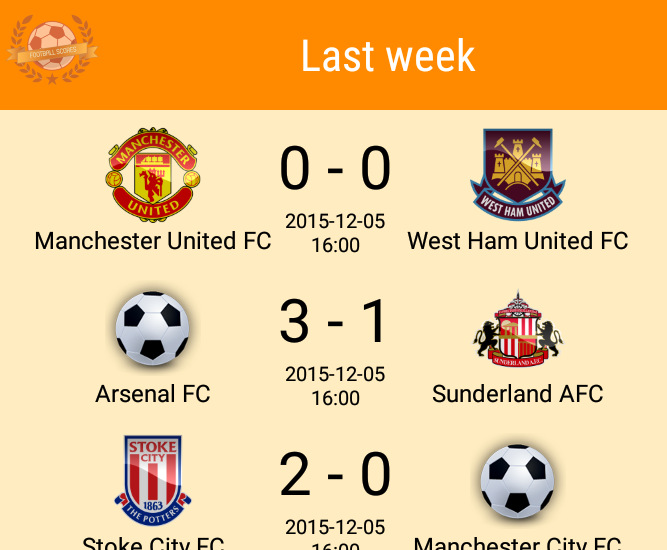 FOOTBALL SCORES
Last week
MANCHESTER
UNITED
0 - 0
WEST HAM UNITED
2015-12-05
16:00
Manchester United FC
West Ham United FC
3 - 1
SUNDERLAND A.F.C
2015-12-05
16:00
Arsenal FC
Sunderland AFC
STOKE
CITY
1863
THE POTTERS
2 - 0
2015-12-05
16:00
Stoke City FC
Manchester City FC